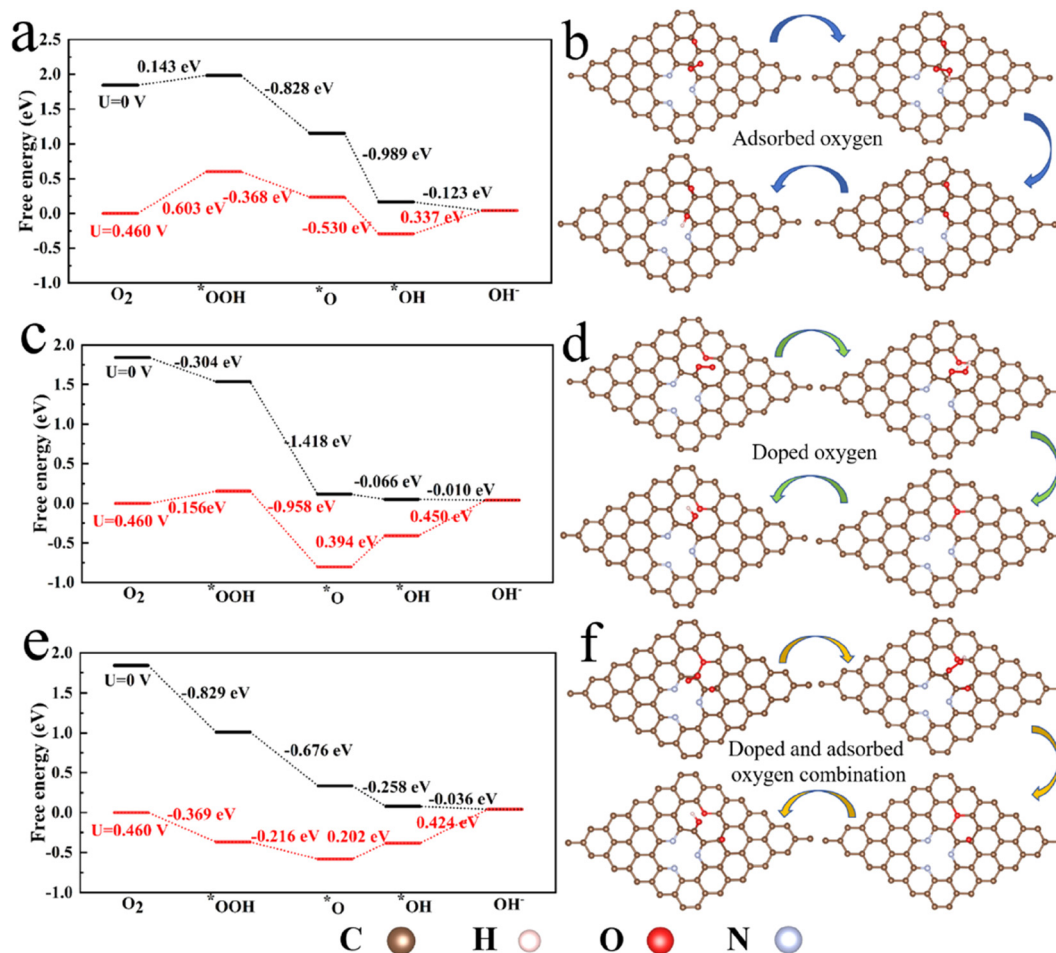 a
2.5
2.0
1.5
1.0
0.5
0.0
-0.5
-1.0
Free energy (eV)
0.143 eV
-0.828 eV
U=0 V
-0.989 eV
-0.123 eV
0.603 eV
-0.368 eV
0.337 eV
U=0.460 V
-0.530 eV
O2 *OOH *O *OH OH-
b
Adsorbed oxygen
c
2.0
1.5
1.0
0.5
0.0
-0.5
-1.0
Free energy (eV)
-0.304 eV
U=0 V
-1.418 eV
-0.066 eV
-0.010 eV
0.156eV
-0.958 eV
0.450 eV
U=0.460 V
0.394 eV
O2 *OOH *O *OH OH-
d
Doped oxygen
e
2.0
1.5
1.0
0.5
0.0
-0.5
-1.0
Free energy (eV)
U=0 V
-0.829 eV
-0.676 eV
-0.258 eV
-0.036 eV
-0.369 eV
U=0.460 V
-0.216 eV
0.202 eV
0.424 eV
O2 *OOH *O *OH OH-
f
Doped and adsorbed
oxygen combination
C H O N